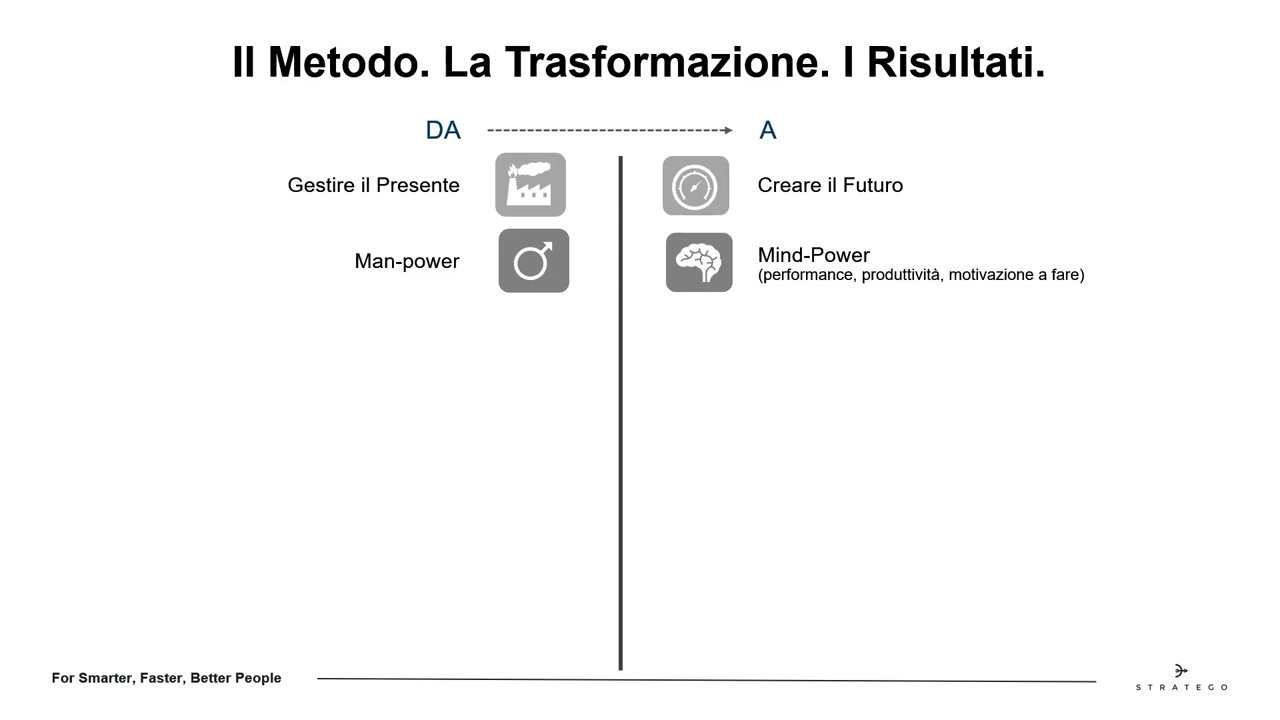 Il Metodo. La Trasformazione. I Risultati.
DA
A
Gestire il Presente
Creare il Futuro
Man-power
Mind-Power
(performance, produttività, motivazione a fare)
For Smarter, Faster, Better People
STRATEGO